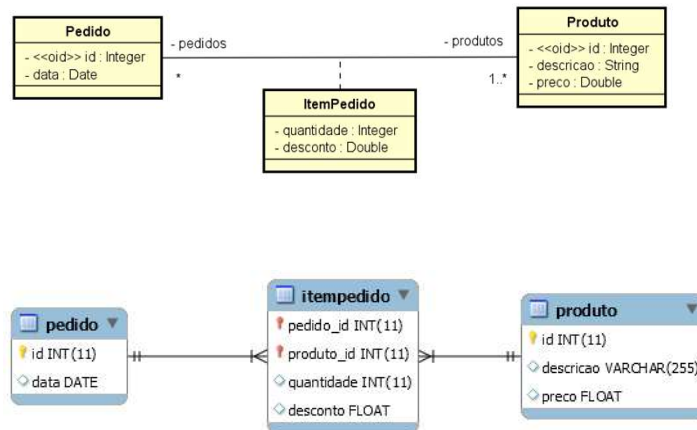 Pedido
- <<oid>> id : Integer
- data : Date
- pedidos
*
- produtos
1..*
Produto
- <<oid>> id : Integer
- descricao : String
- preco : Double
ItemPedido
- quantidade : Integer
- desconto : Double
pedido
id INT(11)
data DATE
itempedido
pedido_id INT(11)
produto_id INT(11)
quantidade INT(11)
desconto FLOAT
produto
id INT(11)
descricao VARCHAR(255)
preco FLOAT